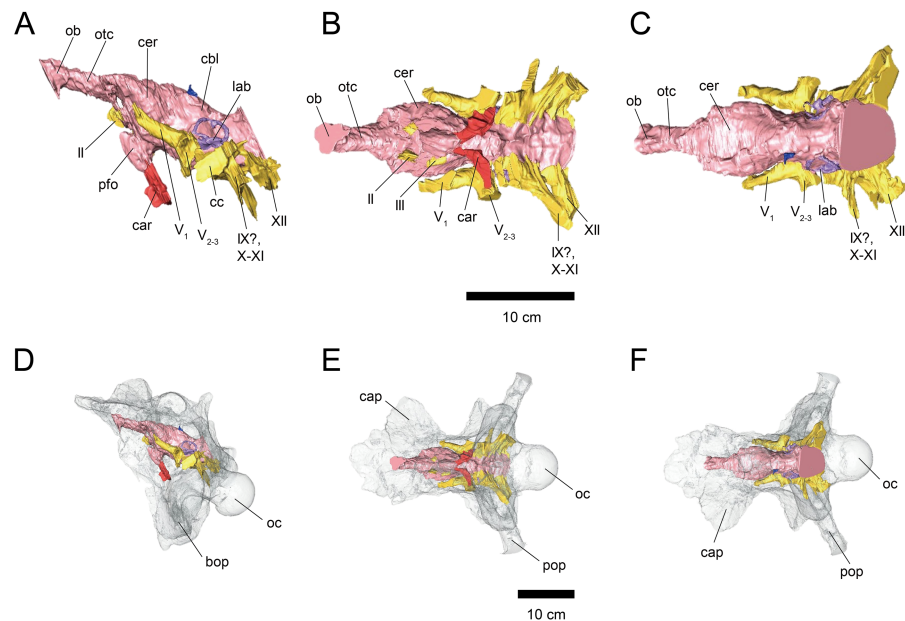 A
ob
otc
cer
cbl
lab
II
pfo
car
V1
V2-3
cc
IX?,
X-XI
XII
B
ob
otc
cer
II
III
V1
car
V2-3
IX?,
X-XI
XII
10 cm
C
ob
otc
cer
V1
V2-3
lab
IX?,
X-XI
XII
D
bop
oc
E
cap
oc
pop
10 cm
F
cap
oc
pop